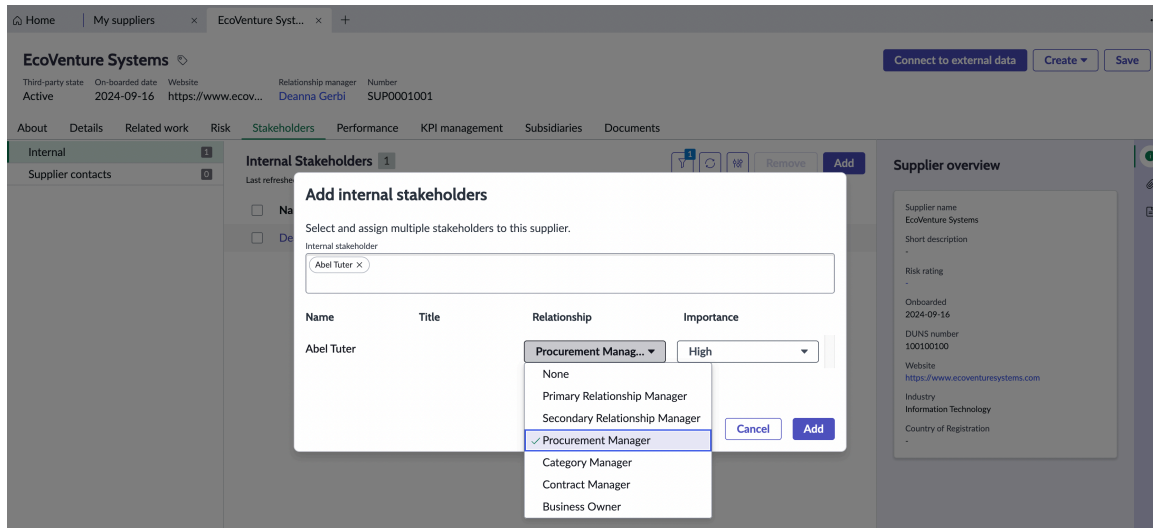 Home
My suppliers
EcoVenture Syst...
EcoVenture Systems
Connect to external data
Create
Save
Third-party state On-boarded date Website Relationship manager Number
Active 2024-09-16 https://www.ecov... Deanna Gerbi SUP0001001
About Details Related work Risk Stakeholders Performance KPI management Subsidiaries Documents
Internal 1
Supplier contacts 0
Internal Stakeholders 1
1
Remove
Add
Last refreshe
Na
De
Add internal stakeholders
Select and assign multiple stakeholders to this supplier.
Internal stakeholder
Abel Tuter
Name Title Relationship Importance
Abel Tuter Procurement Manag... High
None
Primary Relationship Manager
Secondary Relationship Manager
Procurement Manager
Category Manager
Contract Manager
Business Owner
Cancel Add
Supplier overview
Supplier name
EcoVenture Systems
Short description
-
Risk rating
-
Onboarded
2024-09-16
DUNS number
100100100
Website
https://www.ecoventuresystems.com
Industry
Information Technology
Country of Registration
-